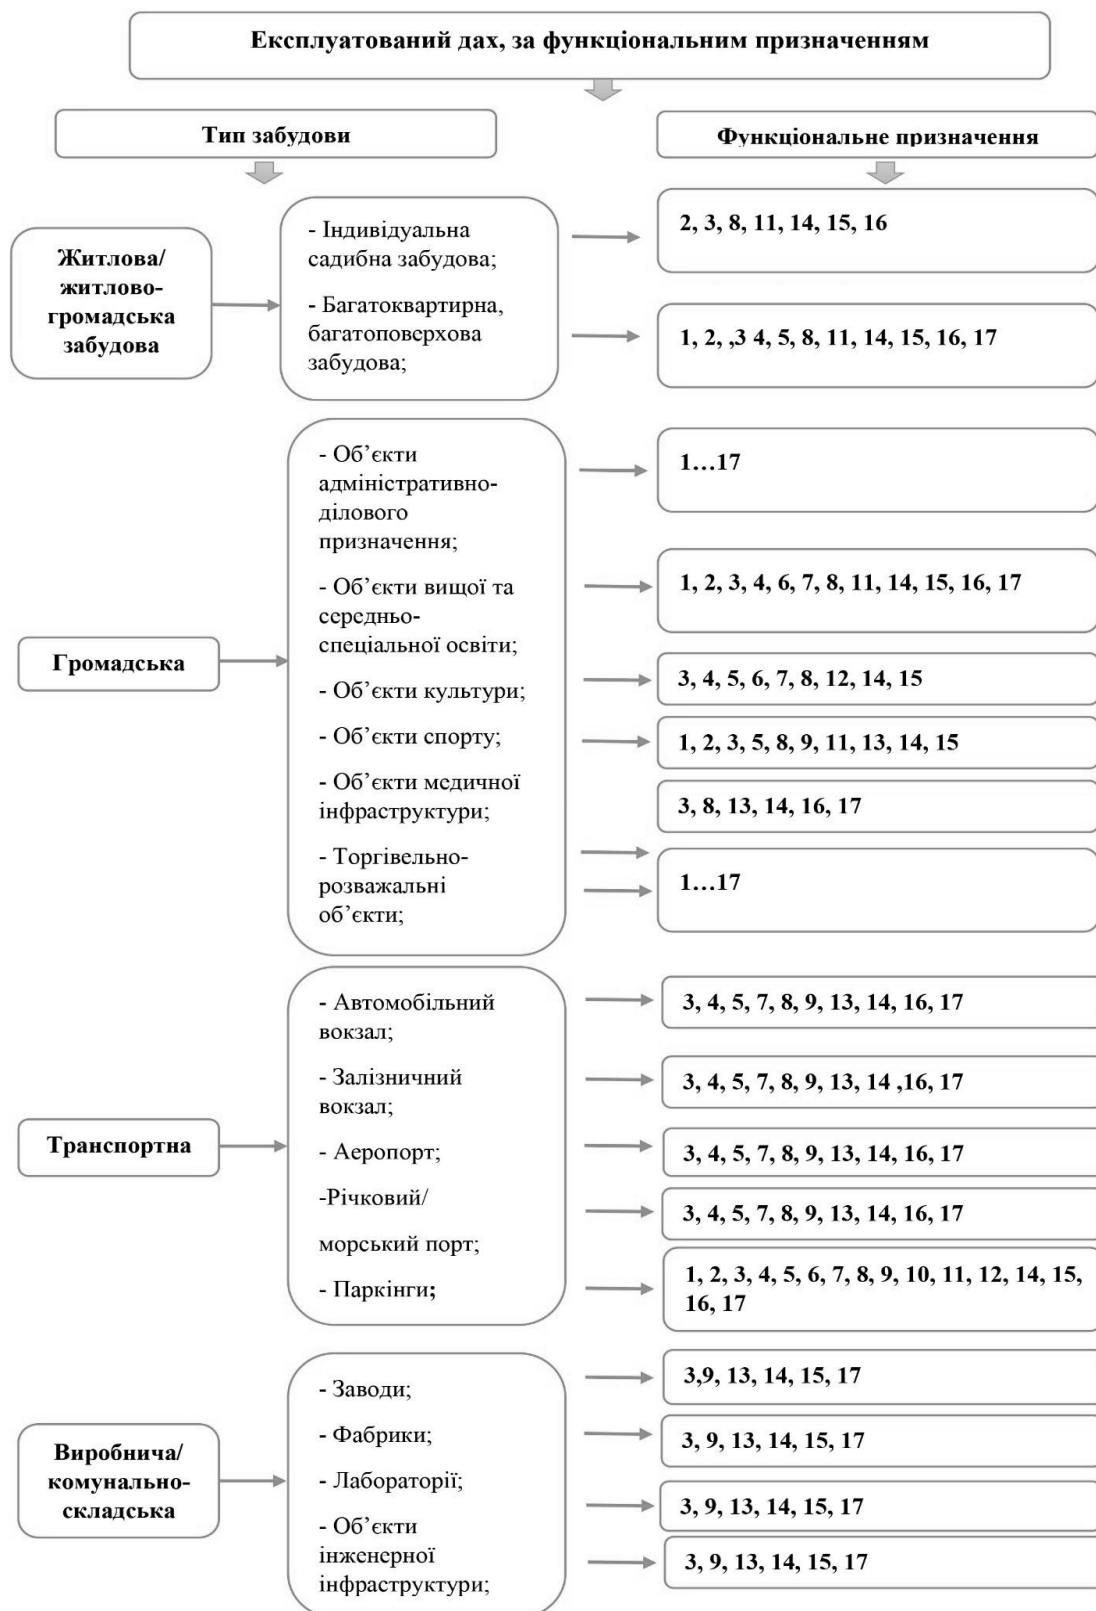 Експлуатований дах, за функціональним призначенням
Тип забудови
Функціональне призначення
Житлова/
житлово-
громадська
забудова
- Індивідуальна
садибна забудова;
- Багатоквартирна,
багатоповерхова
забудова;
2, 3, 8, 11, 14, 15, 16
1, 2, ,3 4, 5, 8, 11, 14, 15, 16, 17
Громадська
- Об’єкти
адміністративно-
ділового
призначення;
- Об’єкти вищої та
середньо-
спеціальної освіти;
- Об’єкти культури;
- Об’єкти спорту;
- Об’єкти медичної
інфраструктури;
- Торгівельно-
розважальні
об’єкти;
1…17
1, 2, 3, 4, 6, 7, 8, 11, 14, 15, 16, 17
3, 4, 5, 6, 7, 8, 12, 14, 15
1, 2, 3, 5, 8, 9, 11, 13, 14, 15
3, 8, 13, 14, 16, 17
1…17
Транспортна
- Автомобільний
вокзал;
- Залізничний
вокзал;
- Аеропорт;
-Річковий/
морський порт;
- Паркінги;
3, 4, 5, 7, 8, 9, 13, 14, 16, 17
3, 4, 5, 7, 8, 9, 13, 14 ,16, 17
3, 4, 5, 7, 8, 9, 13, 14, 16, 17
3, 4, 5, 7, 8, 9, 13, 14, 16, 17
1, 2, 3, 4, 5, 6, 7, 8, 9, 10, 11, 12, 14, 15,
16, 17
Виробнича/
комунально-
складська
- Заводи;
- Фабрики;
- Лабораторії;
- Об’єкти
інженерної
інфраструктури;
3,9, 13, 14, 15, 17
3, 9, 13, 14, 15, 17
3, 9, 13, 14, 15, 17
3, 9, 13, 14, 15, 17